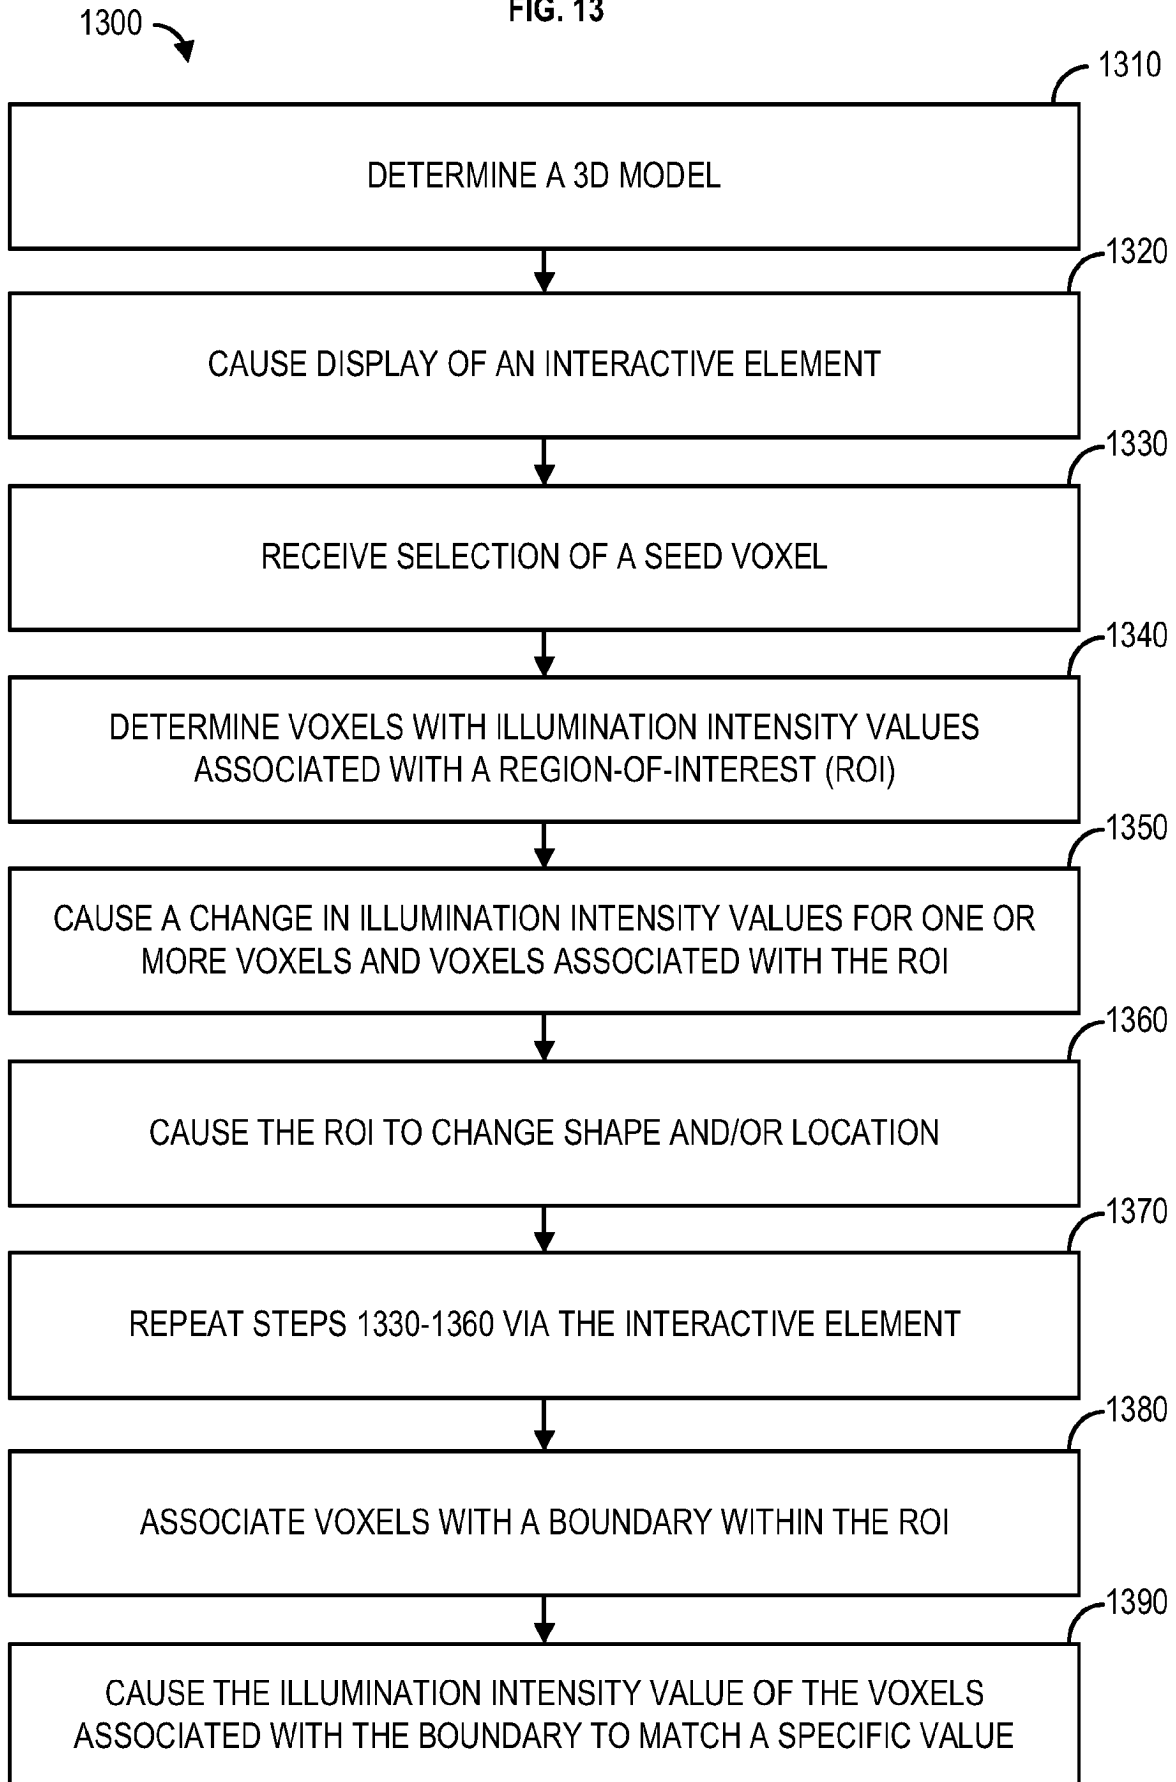 FIG. 13
1300
1310
DETERMINE A 3D MODEL
1320
CAUSE DISPLAY OF AN INTERACTIVE ELEMENT
1330
RECEIVE SELECTION OF A SEED VOXEL
1340
DETERMINE VOXELS WITH ILLUMINATION INTENSITY VALUES
ASSOCIATED WITH A REGION-OF-INTEREST (ROI)
1350
CAUSE A CHANGE IN ILLUMINATION INTENSITY VALUES FOR ONE OR
MORE VOXELS AND VOXELS ASSOCIATED WITH THE ROI
1360
CAUSE THE ROI TO CHANGE SHAPE AND/OR LOCATION
1370
REPEAT STEPS 1330-1360 VIA THE INTERACTIVE ELEMENT
1380
ASSOCIATE VOXELS WITH A BOUNDARY WITHIN THE ROI
1390
CAUSE THE ILLUMINATION INTENSITY VALUE OF THE VOXELS
ASSOCIATED WITH THE BOUNDARY TO MATCH A SPECIFIC VALUE